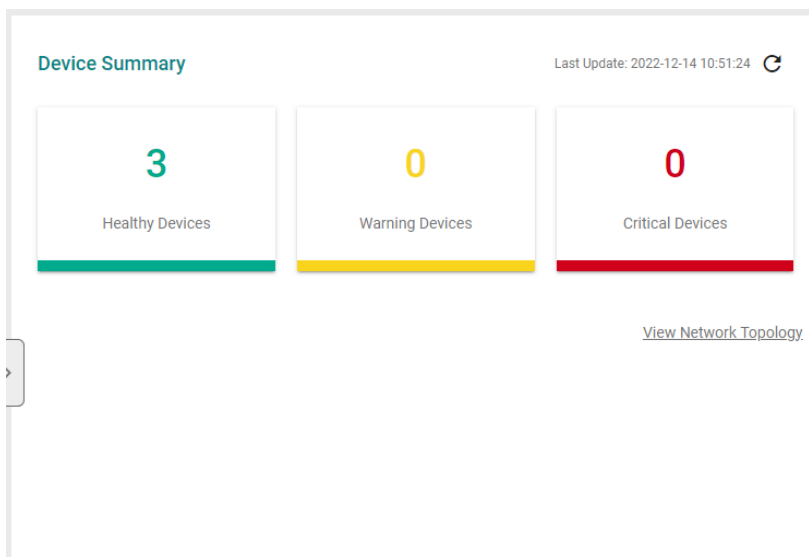 Device Summary
Last Update: 2022-12-14 10:51:24
3
0
0
Healthy Devices
Warning Devices
Critical Devices
View Network Topology